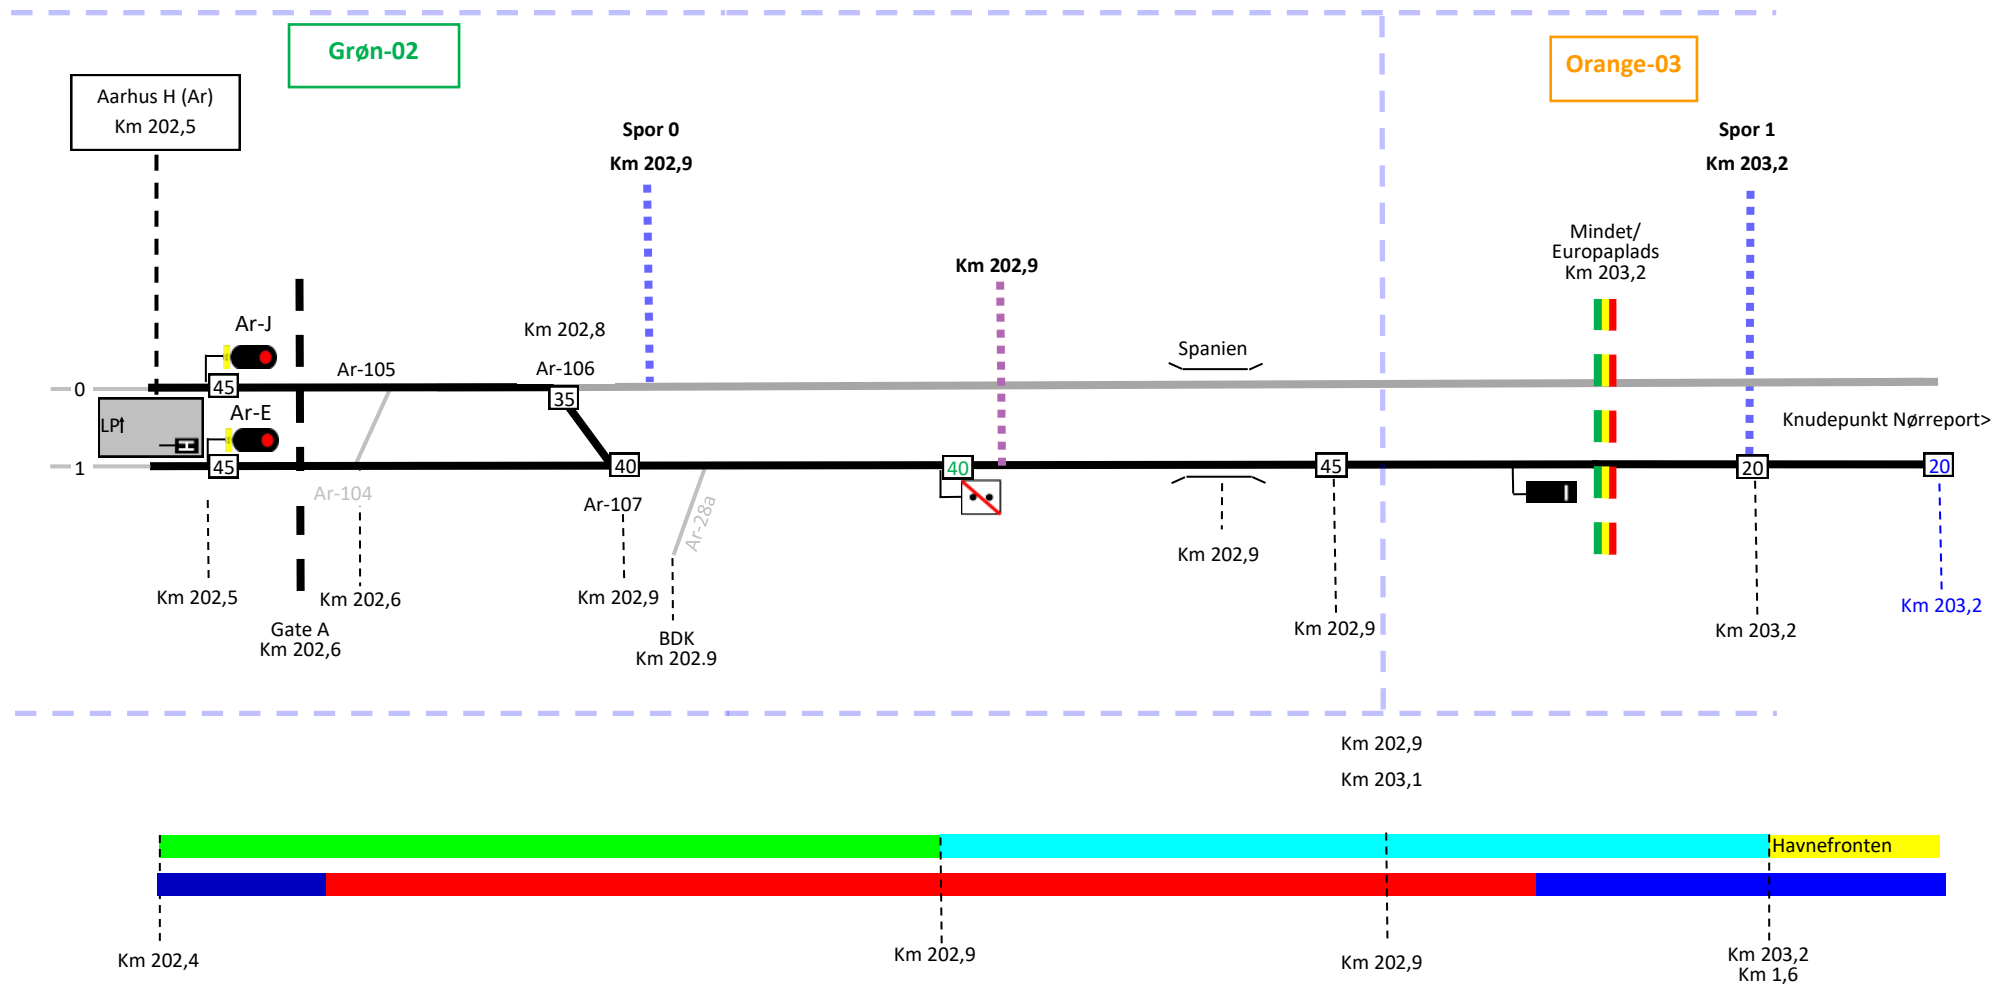 Grøn-02
Orange-03
Aarhus H (Ar)
Km 202,5
Spor 0
Km 202,9
Spor 1
Km 203,2
Km 202,9
Mindet/
Europaplads
Km 203,2
Ar-J
Km 202,8
Ar-105
Ar-106
Spanien
0
45
35
LP
Ar-E
H
Knudepunkt Nørreport>
1
45
40
40
45
20
20
Ar-104
Ar-107
Ar-28a
Km 202,9
Km 202,5
Km 202,6
Km 202,9
Km 203,2
Gate A
Km 202,6
BDK
Km 202.9
Km 202,9
Km 203,2
Km 202,9
Km 203,1
Havnefronten
Km 202,4
Km 202,9
Km 202,9
Km 203,2
Km 1,6